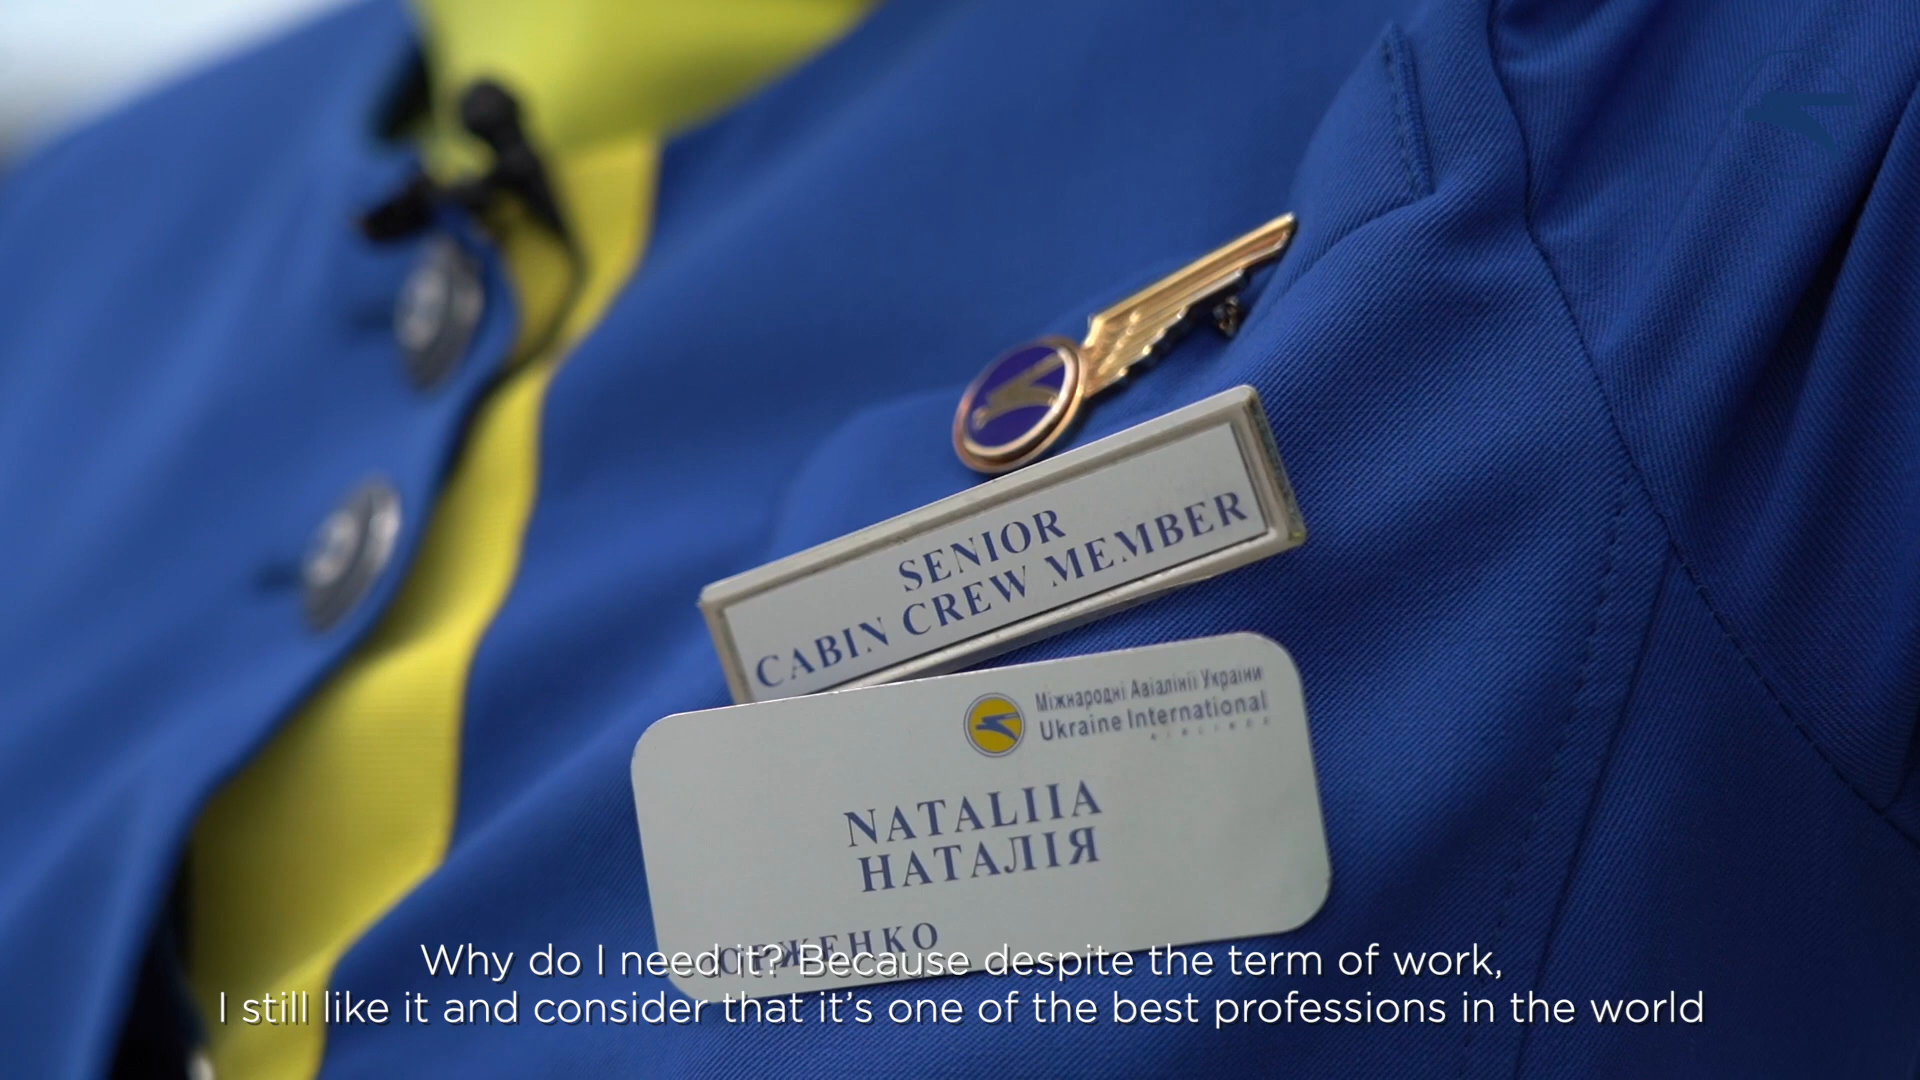 SENIOR
CABIN CREW MEMBER
Міжнародні Авіалінії України
Ukraine International
AIRLINES
NATALIIA
НАТАЛІЯ
Why do I need it? Because despite the term of work,
I still like it and consider that it's one of the best professions in the world